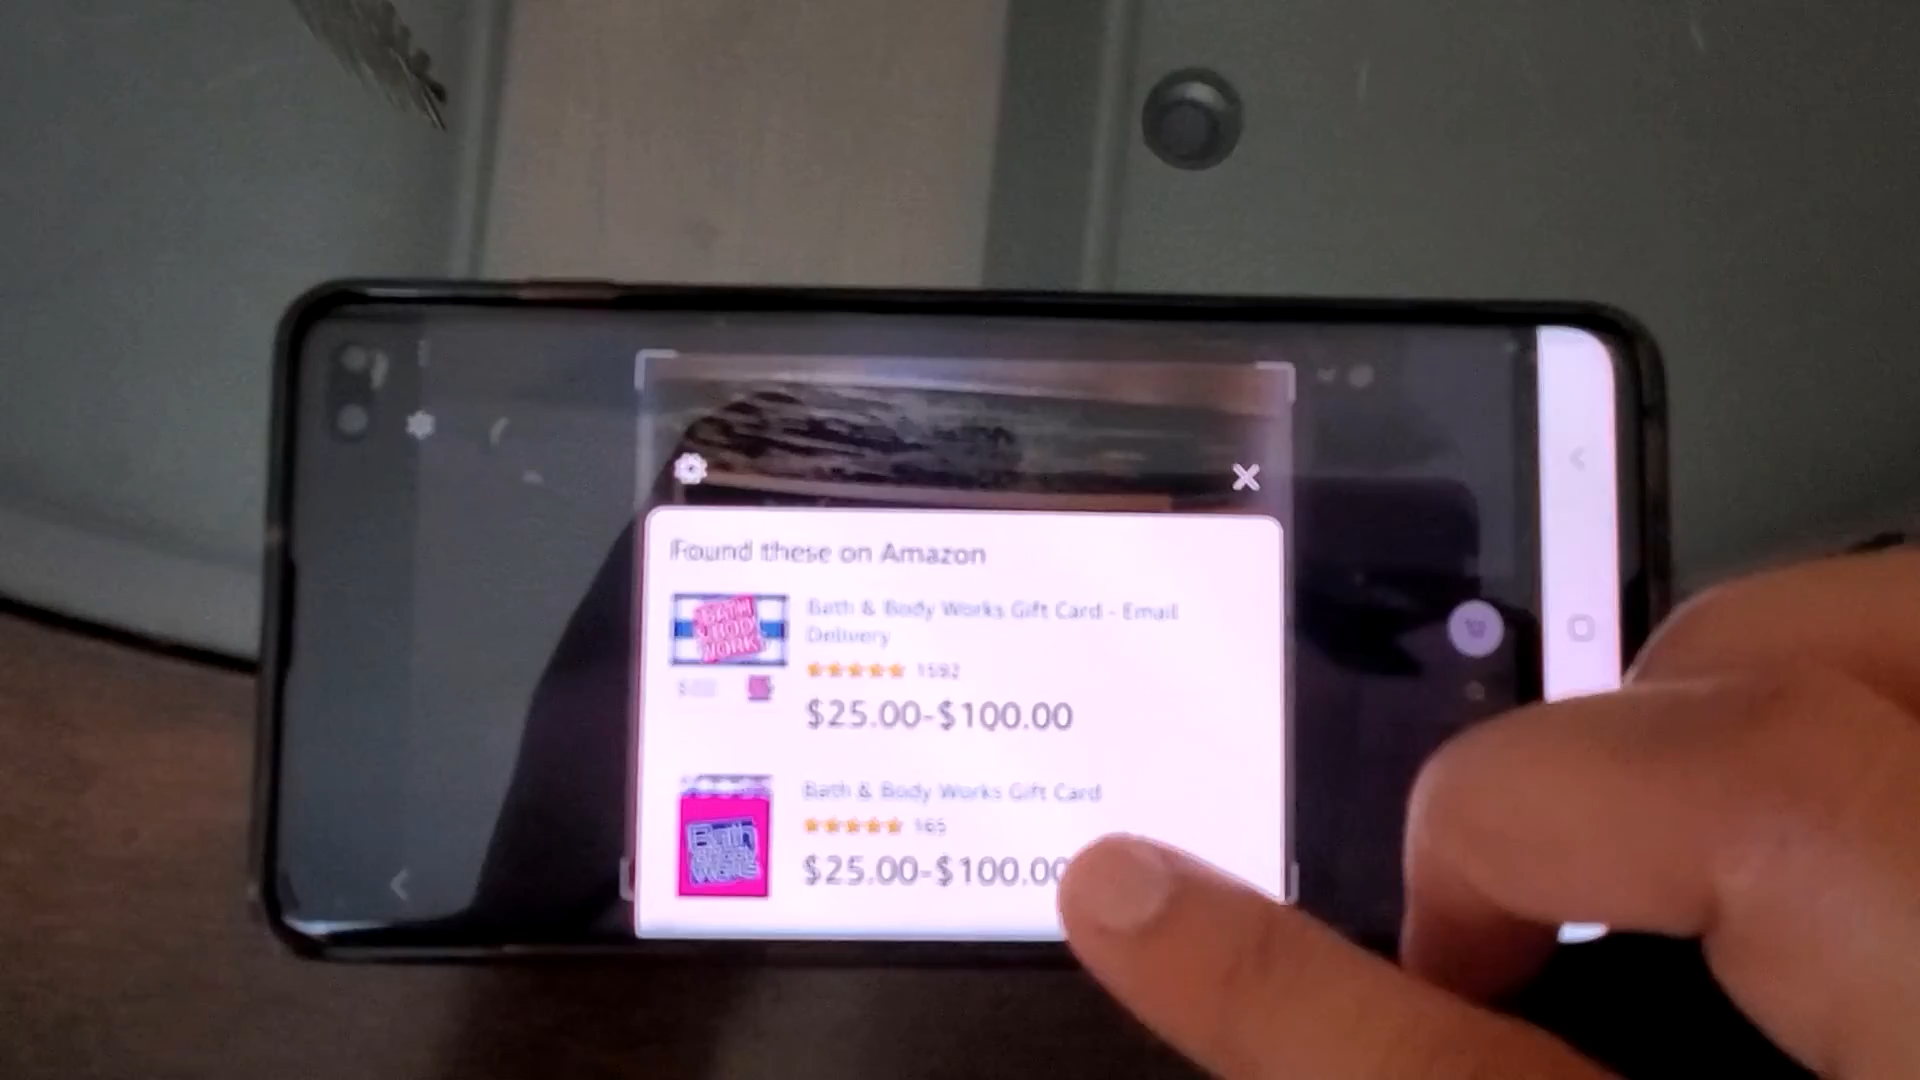 Found these on Amazon
Bath & Body Works Gift Card - Email
Delivery
1592
$25.00-$100.00
Bath & Body Works Gift Card
165
$25.00-$100.00